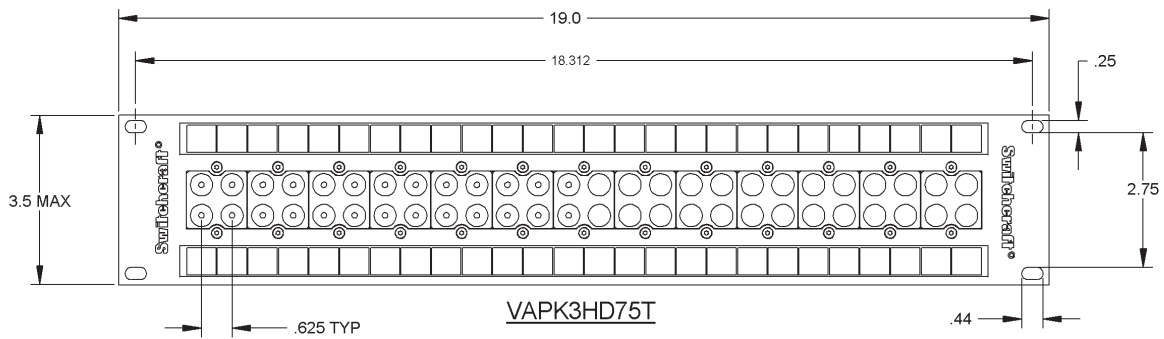 19.0
18.312
.25
Switchcraft®
Switchcraft®
3.5 MAX
2.75
.625 TYP
VAPK3HD75T
.44